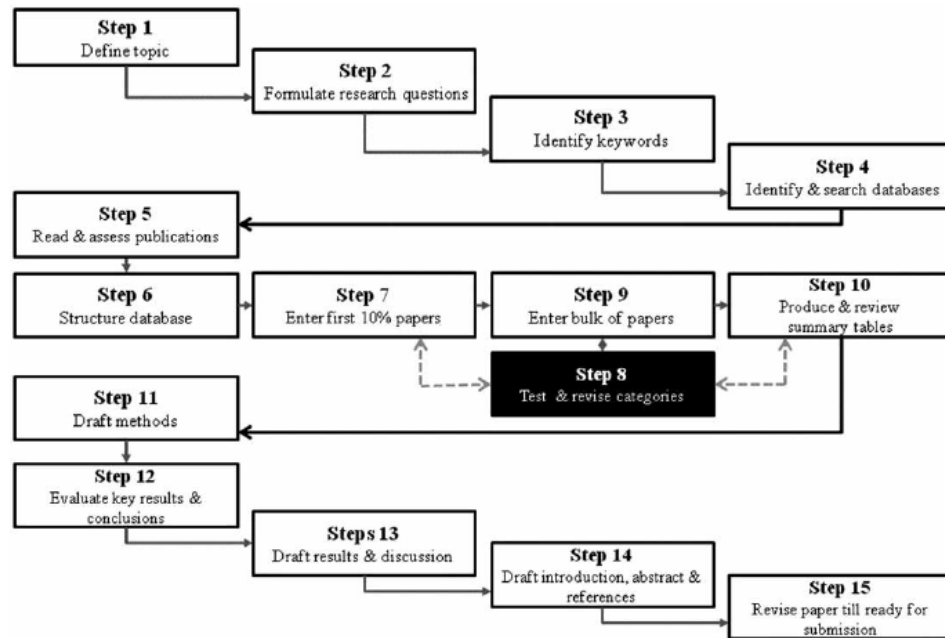 Step 1
Define topic
Step 2
Formulate research questions
Step 3
Identify keywords
Step 4
Identify & search databases
Step 5
Read & assess publications
Step 6
Structure database
Step 7
Enter first 10% papers
Step 9
Enter bulk of papers
Step 10
Produce & review
summary tables
Step 8
Test & revise categories
Step 11
Draft methods
Step 12
Evaluate key results &
conclusions
Steps 13
Draft results & discussion
Step 14
Draft introduction, abstract &
references
Step 15
Revise paper till ready for
submission